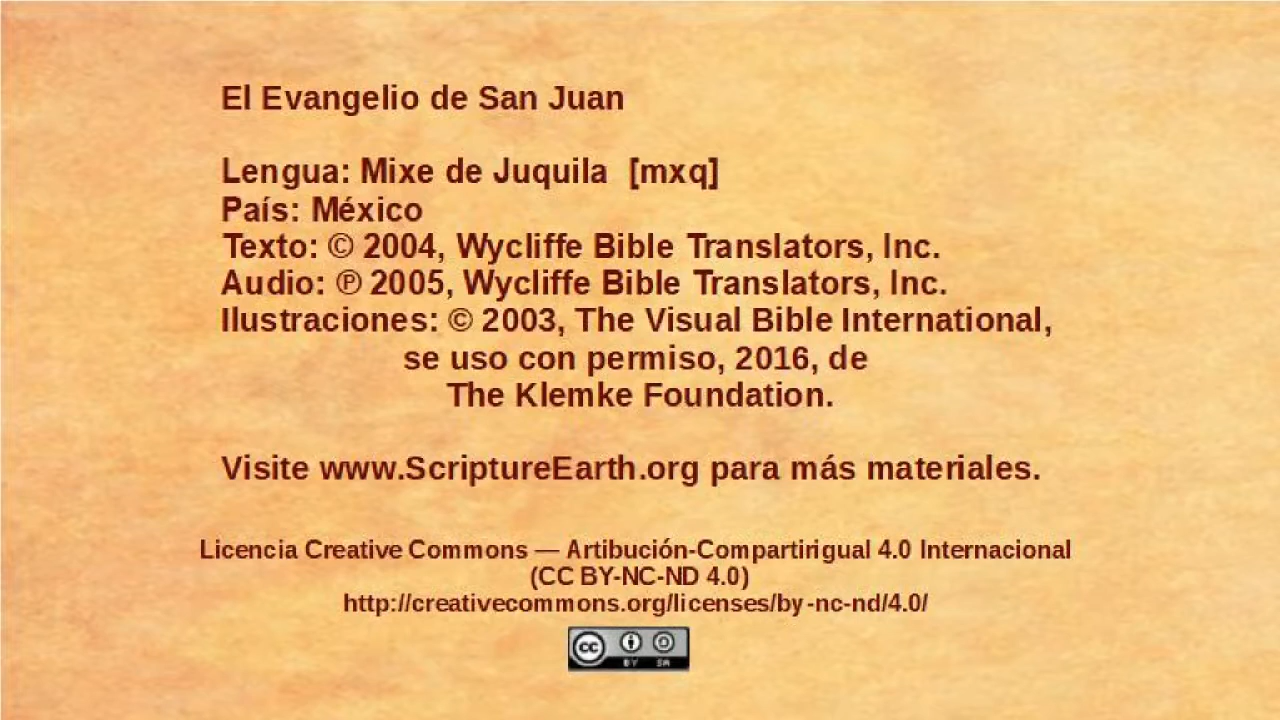 El Evangelio de San Juan
Lengua: Mixe de Juquila [mxq]
País: México
Texto: © 2004, Wycliffe Bible Translators, Inc.
Audio: ℗ 2005, Wycliffe Bible Translators, Inc.
Ilustraciones: © 2003, The Visual Bible International,
se uso con permiso, 2016, de
The Klemke Foundation.
Visite www.ScriptureEarth.org para más materiales.
Licencia Creative Commons — Artibución-Compartirigual 4.0 Internacional
(CC BY-NC-ND 4.0)
http://creativecommons.org/licenses/by-nc-nd/4.0/
cc
BY SA